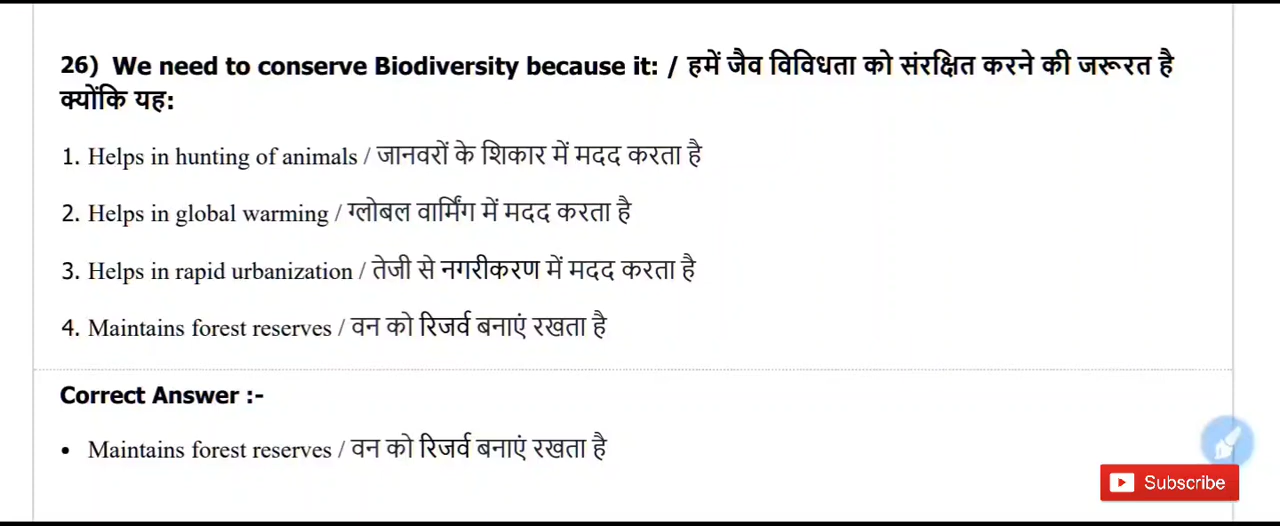 26) We need to conserve Biodiversity because it: / हमें जैव विविधता को संरक्षित करने की जरूरत है
क्योंकि यह:
1. Helps in hunting of animals / जानवरों के शिकार में मदद करता है
2. Helps in global warming / ग्लोबल वार्मिंग में मदद करता है
3. Helps in rapid urbanization / तेजी से नगरीकरण में मदद करता है
4. Maintains forest reserves / वन को रिजर्व बनाएं रखता है
Correct Answer :-
• Maintains forest reserves / वन को रिजर्व बनाएं रखता है
Subscribe